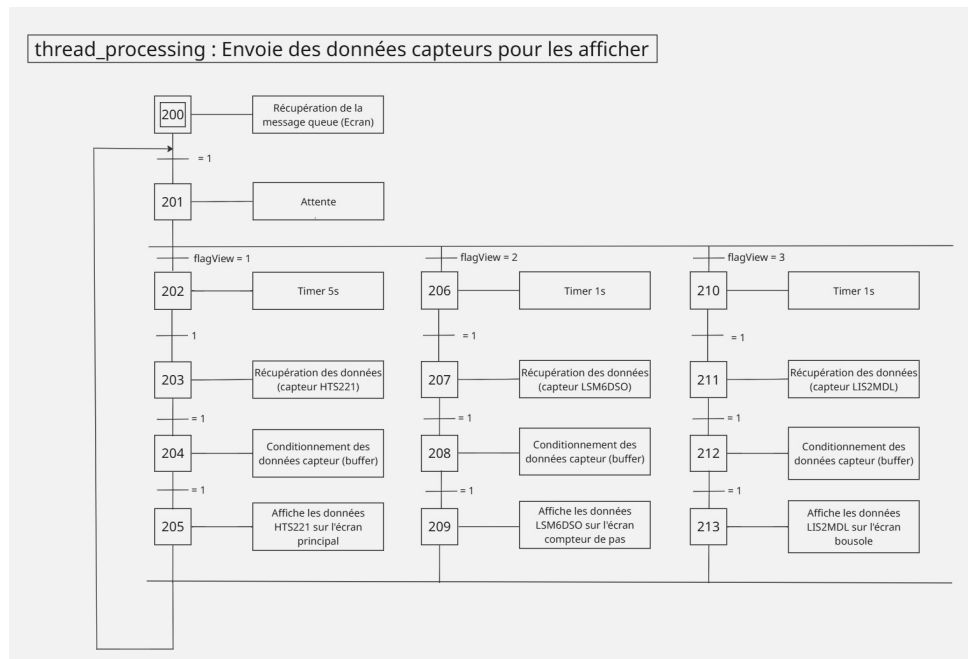 thread_processing : Envoie des données capteurs pour les afficher
200
Récupération de la
message queue (Ecran)
= 1
201
Attente
flagView = 1
flagView = 2
flagView = 3
202
Timer 5s
206
Timer 1s
210
Timer 1s
1
= 1
= 1
203
Récupération des données
(capteur HTS221)
207
Récupération des données
(capteur LSM6DSO)
211
Récupération des données
(capteur LIS2MDL)
= 1
= 1
= 1
204
Conditionnement des
données capteur (buffer)
208
Conditionnement des
données capteur (buffer)
212
Conditionnement des
données capteur (buffer)
= 1
= 1
= 1
205
Affiche les données
HTS221 sur l'écran
principal
209
Affiche les données
LSM6DSO sur l'écran
compteur de pas
213
Affiche les données
LIS2MDL sur l'écran
bousole